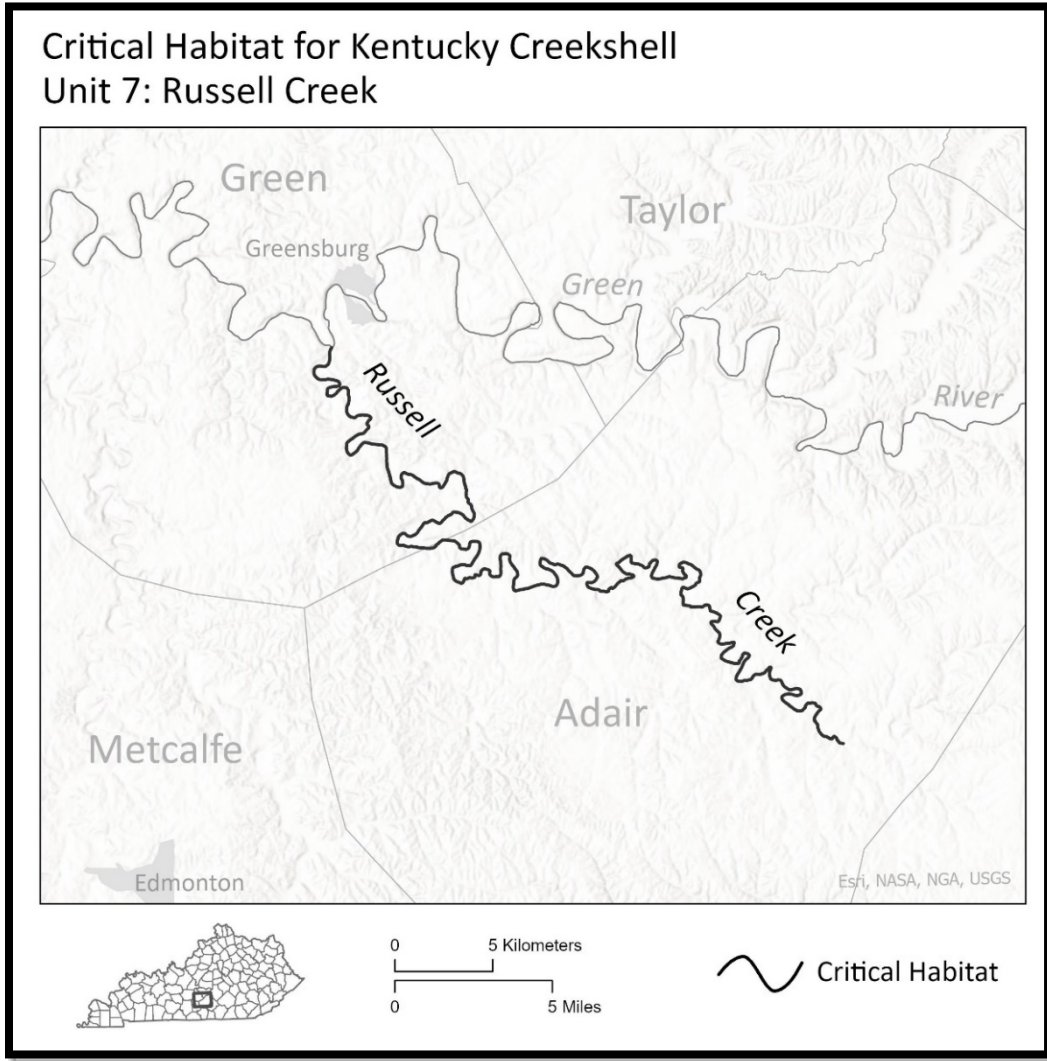 Critical Habitat for Kentucky Creekshell
Unit 7: Russell Creek
Green
Taylor
Greensburg
Green
River
Russell
Creek
Adair
Metcalfe
Edmonton
Esri, NASA, NGA, USGS
0 5 Kilometers
0 5 Miles
Critical Habitat